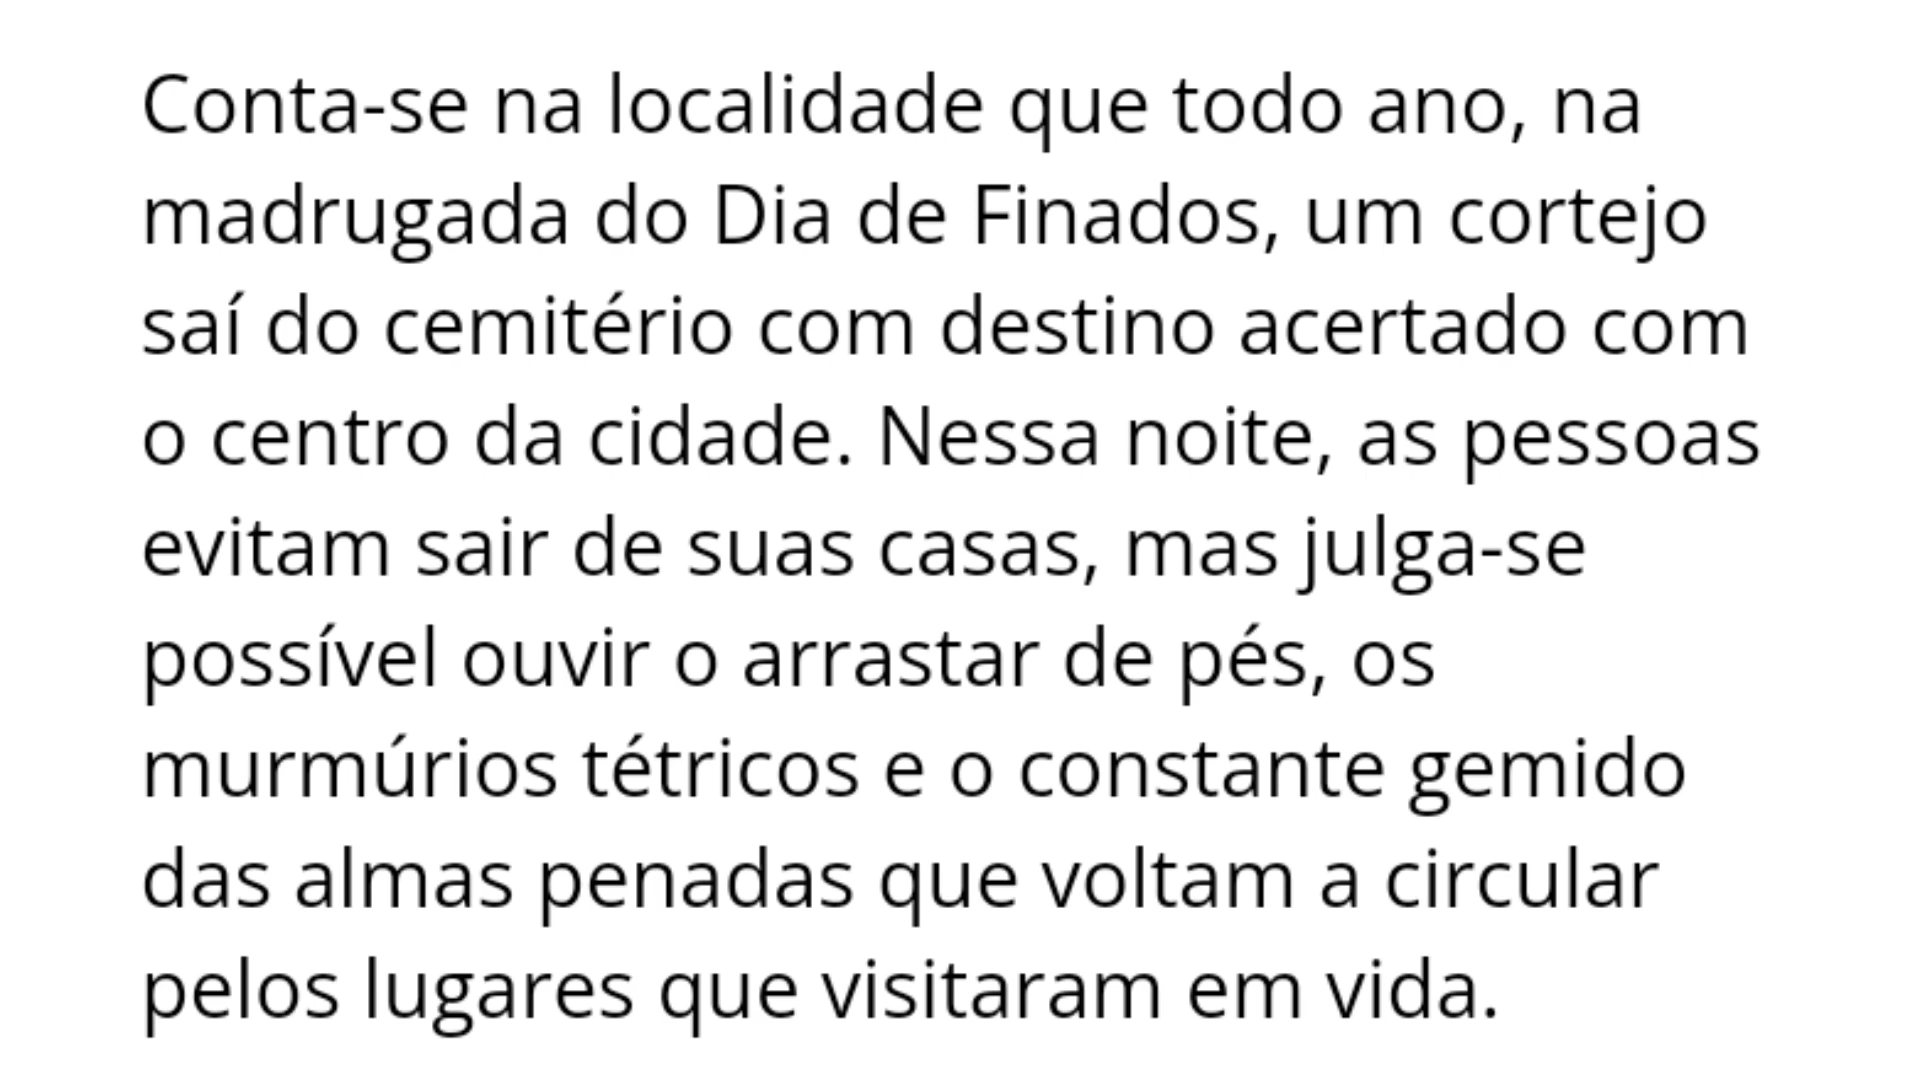 Conta-se na localidade que todo ano, na
madrugada do Dia de Finados, um cortejo
saí do cemitério com destino acertado com
o centro da cidade. Nessa noite, as pessoas
evitam sair de suas casas, mas julga-se
possível ouvir o arrastar de pés, os
murmúrios tétricos e o constante gemido
das almas penadas que voltam a circular
pelos lugares que visitaram em vida.